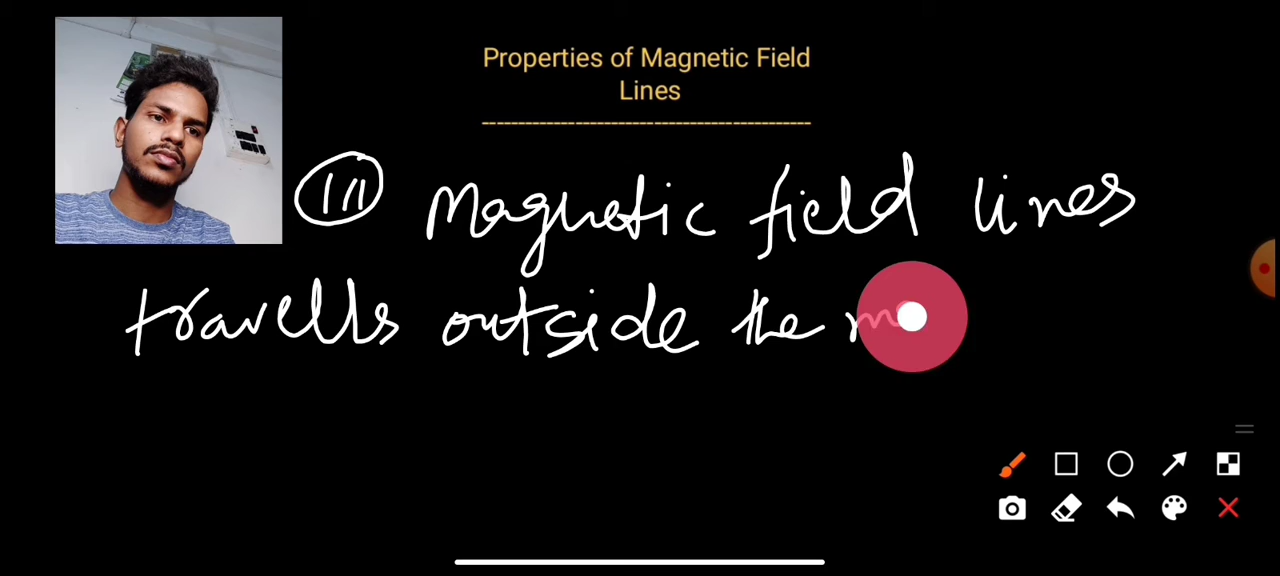 Properties of Magnetic Field
Lines
---------------------------------------------
(III) Magnetic field lines
travells outside the